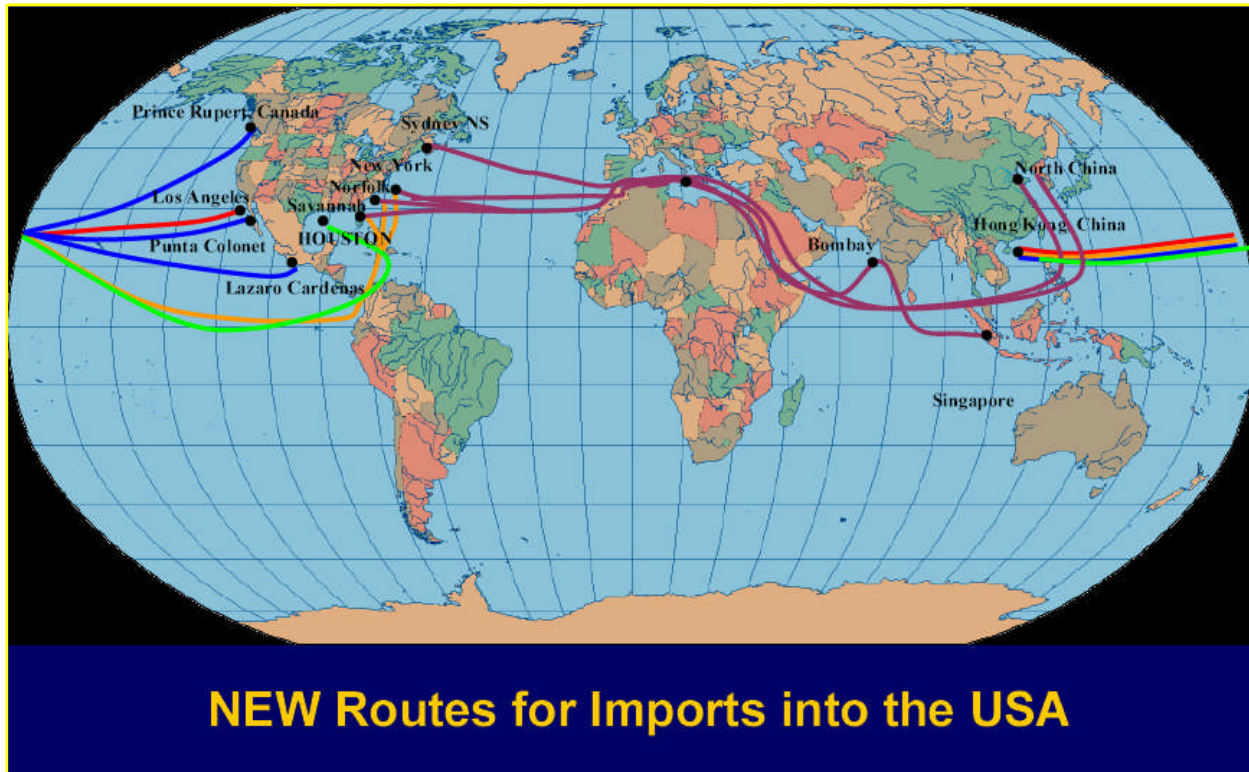 Prince Rupert, Canada
Sydney NS
New York
Norfolk
Los Angeles
Savannah
HOUSTON
Punta Colonet
Lazaro Cardenas
North China
Hong Kong, China
Bombay
Singapore
NEW Routes for Imports into the USA